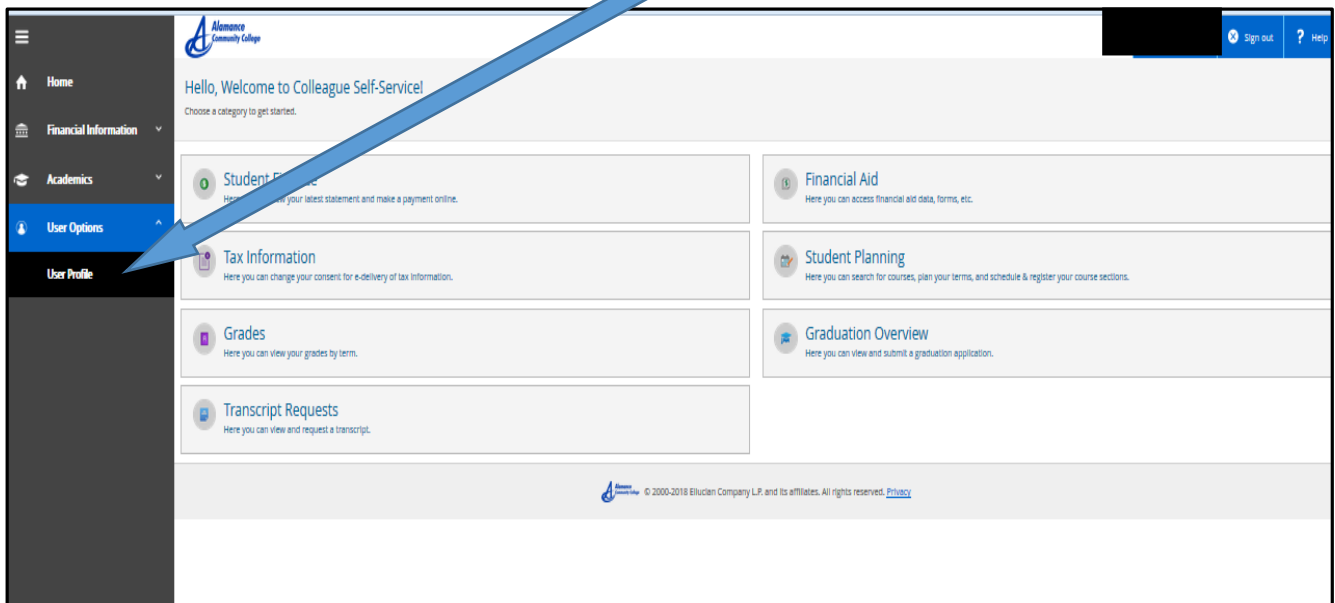 Alamance
Community College
Sign out
? Help
Home
Financial Information
Academics
User Options
User Profile
Hello, Welcome to Colleague Self-Service!
Choose a category to get started.
Student
your latest statement and make a payment online.
Financial Aid
Here you can access financial aid data, forms, etc.
Tax Information
Here you can change your consent for e-delivery of tax information.
Student Planning
Here you can search for courses, plan your terms, and schedule & register your course sections.
Grades
Here you can view your grades by term.
Graduation Overview
Here you can view and submit a graduation application.
Transcript Requests
Here you can view and request a transcript.
Alamance
Community College
© 2000-2018 Ellucian Company L.P. and its affiliates. All rights reserved. Privacy